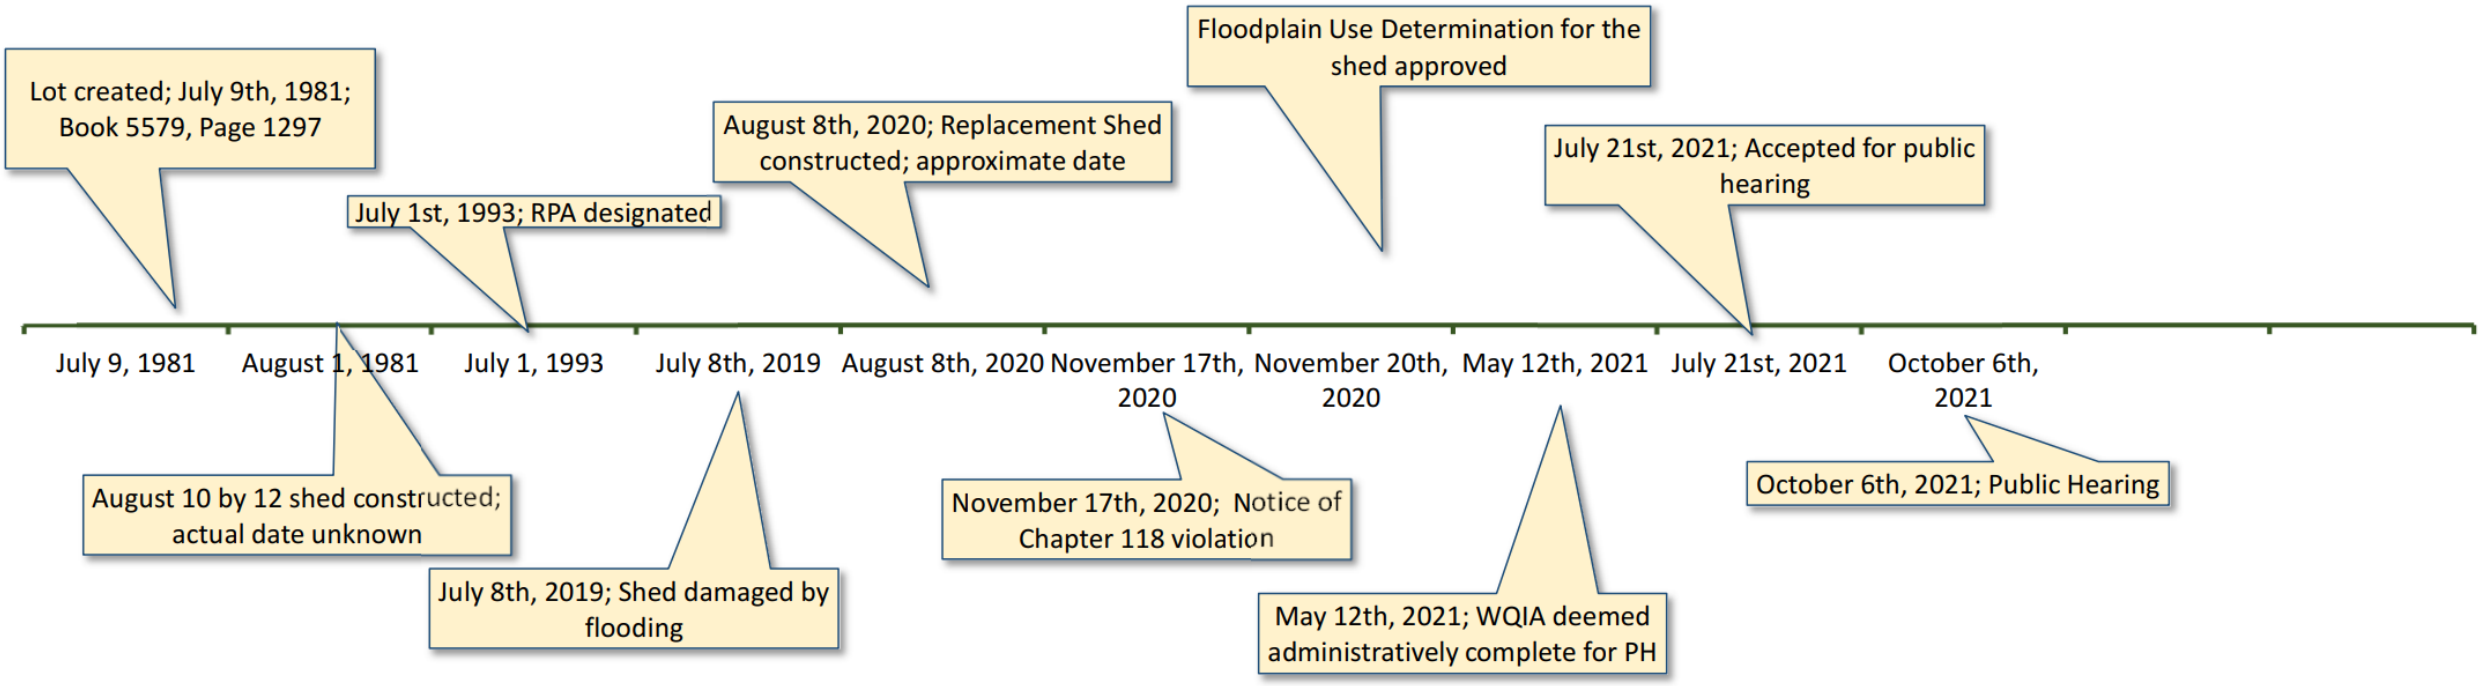 Floodplain Use Determination for the
shed approved
Lot created; July 9th, 1981;
Book 5579, Page 1297
August 8th, 2020; Replacement Shed
constructed; approximate date
July 21st, 2021; Accepted for public
hearing
July 1st, 1993; RPA designated
July 9, 1981
August 1, 1981
July 1, 1993
July 8th, 2019
August 8th, 2020
November 17th,
2020
November 20th,
2020
May 12th, 2021
July 21st, 2021
October 6th,
2021
August 10 by 12 shed constructed;
actual date unknown
November 17th, 2020; Notice of
Chapter 118 violation
October 6th, 2021; Public Hearing
July 8th, 2019; Shed damaged by
flooding
May 12th, 2021; WQIA deemed
administratively complete for PH